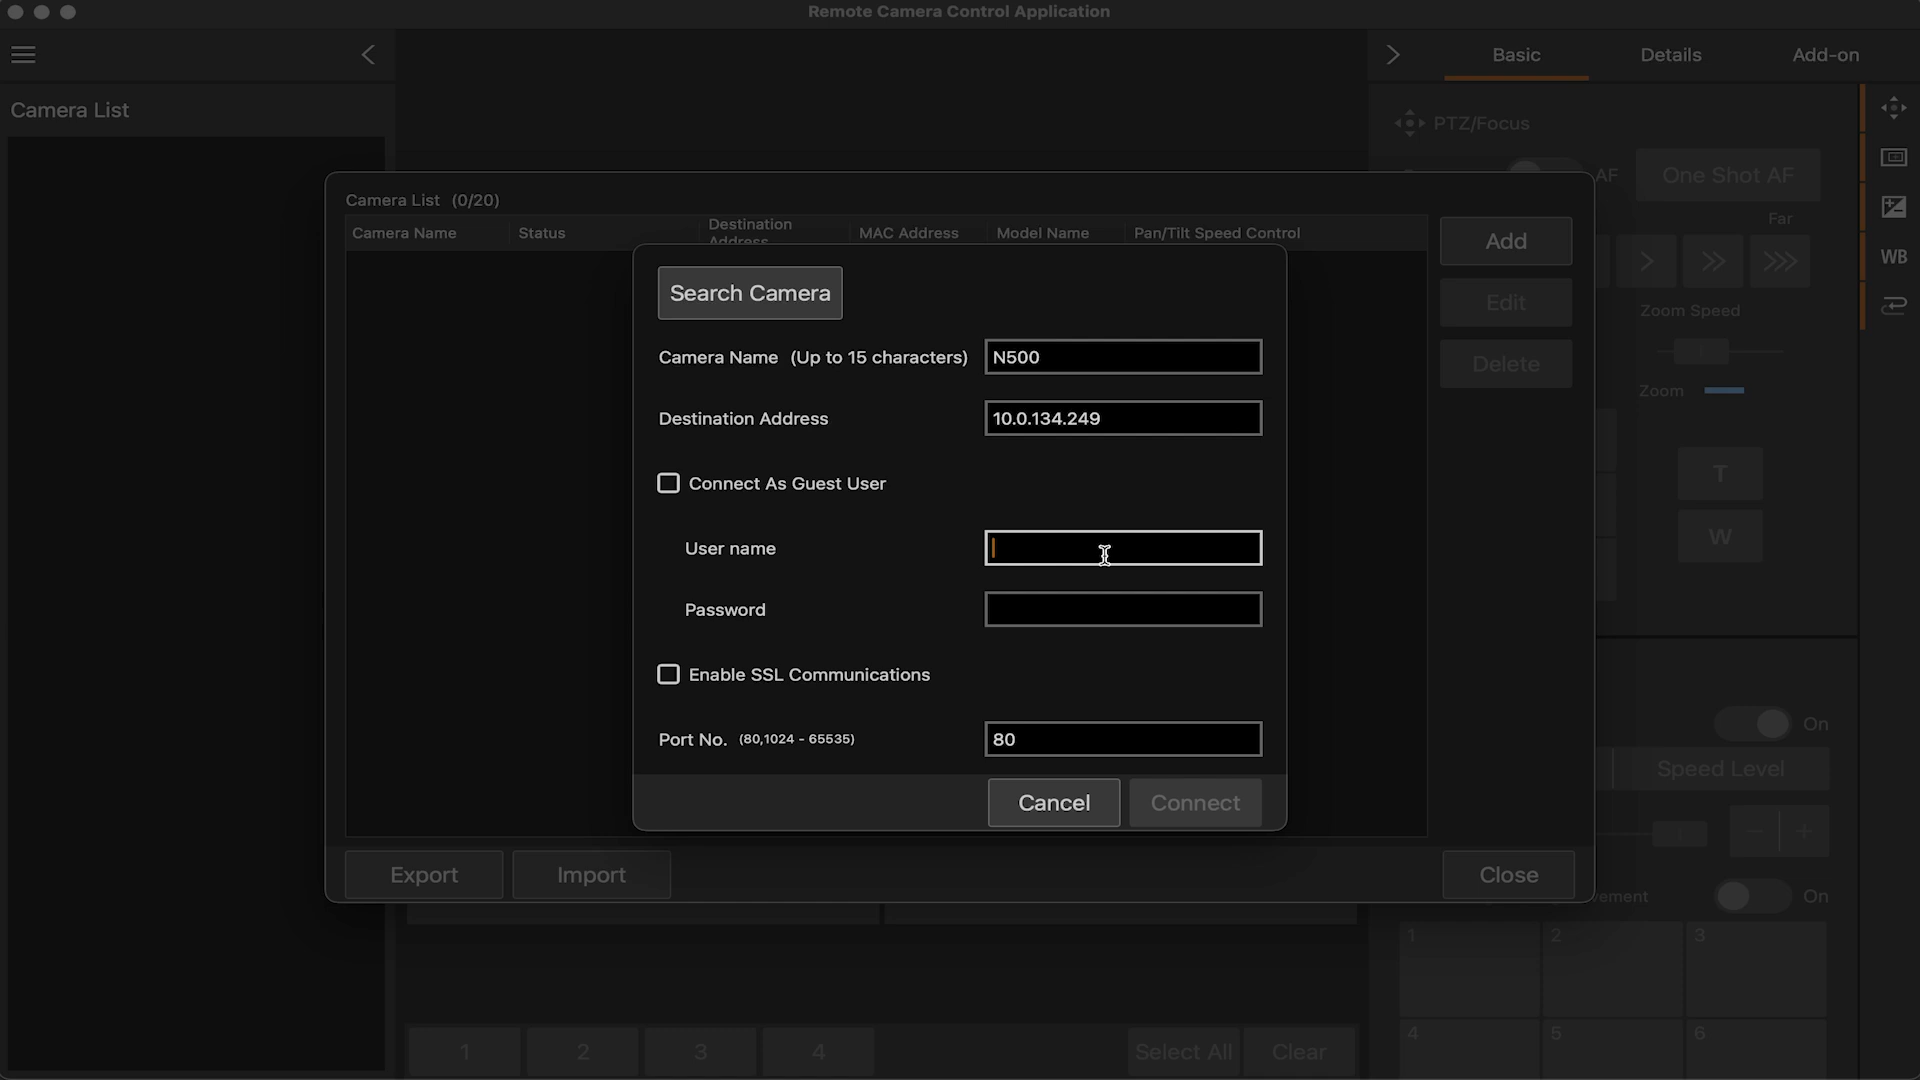 Remote Camera Control Application
Basic
Details
Add-on
Camera List
PTZ/Focus
AF
One Shot AF
Far
Camera List (0/20)
Camera Name
Status
Destination Address
MAC Address
Model Name
Pan/Tilt Speed Control
Add
Edit
Delete
WB
Zoom Speed
Zoom
T
W
Search Camera
Camera Name (Up to 15 characters)
N500
Destination Address
10.0.134.249
Connect As Guest User
User name
Password
Enable SSL Communications
Port No. (80,1024 - 65535)
80
Cancel
Connect
On
Speed Level
Export
Import
Close
On
1
2
3
4
5
6
1
2
3
4
Select All
Clear